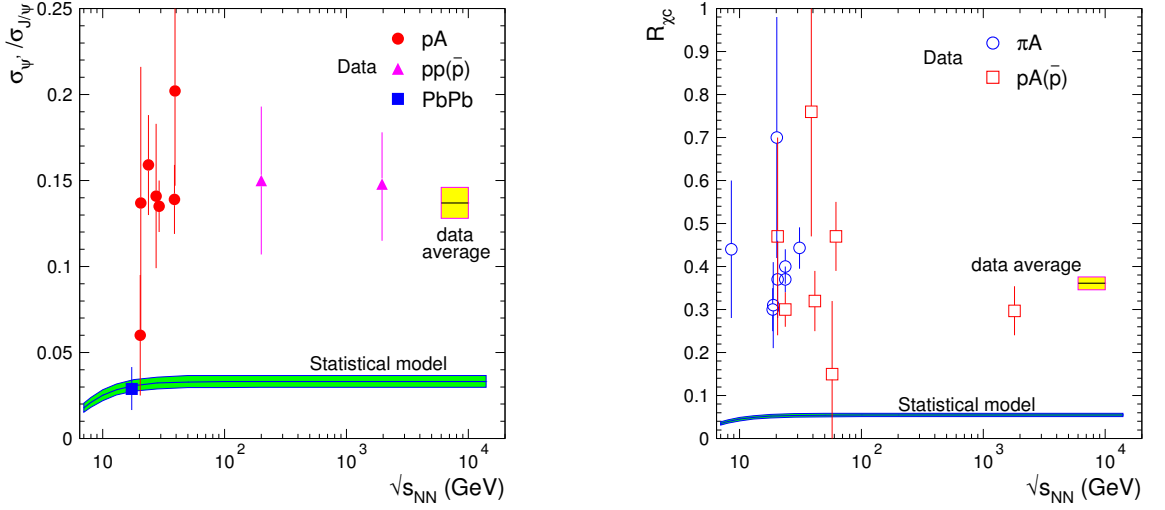 σψ' /σJ/ψ
0.25
0.2
0.15
0.1
0.05
0
10
10²
10³
10⁴
√sNN (GeV)
pA
Data
pp(p̄)
PbPb
data
average
Statistical model
Rχc
1
0.9
0.8
0.7
0.6
0.5
0.4
0.3
0.2
0.1
0
10
10²
10³
10⁴
√sNN (GeV)
πA
Data
pA(p̄)
data average
Statistical model